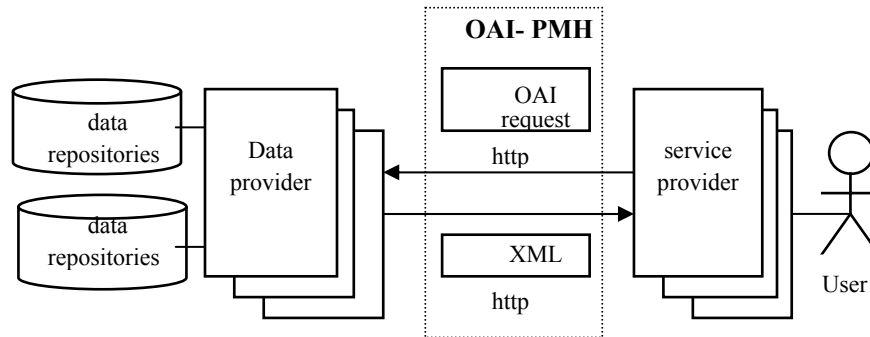 OAI- PMH
data
repositories
data
repositories
Data
provider
OAI
request
http
XML
http
service
provider
User